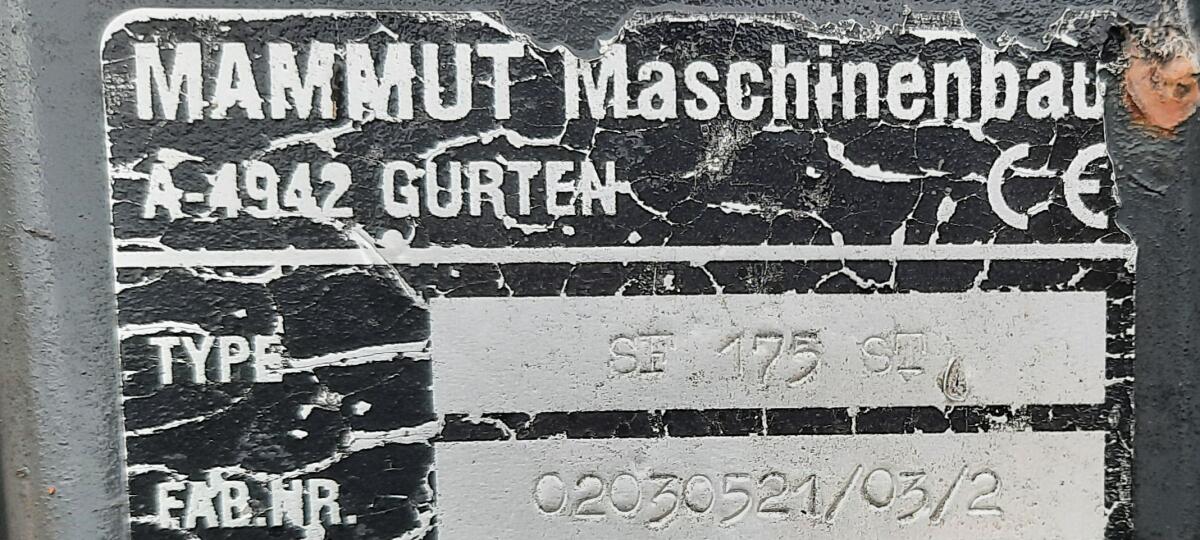 MAMMUT Maschinenbau
A-4942 GURTEN CE
TYPE SF 175 ST
FAB.NR. 02030521/03/2